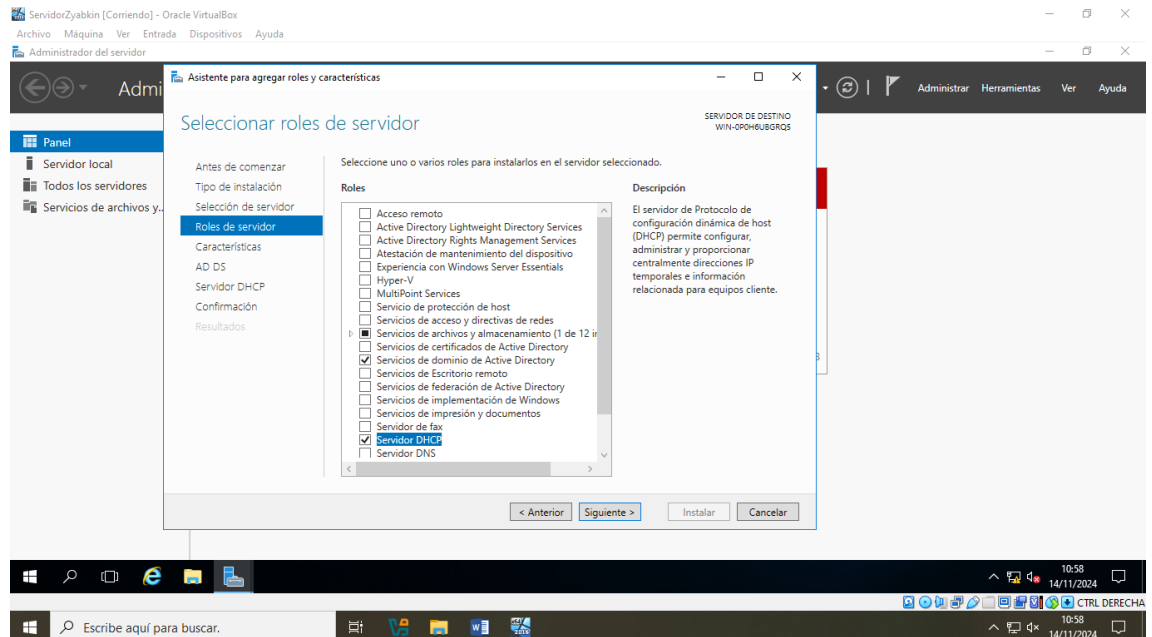 ServidorZyabkin [Corriendo] - Oracle VirtualBox
Archivo Máquina Ver Entrada Dispositivos Ayuda
Administrador del servidor
Admi
Administrar Herramientas Ver Ayuda
Panel
Servidor local
Todos los servidores
Servicios de archivos y...
Asistente para agregar roles y características
Seleccionar roles de servidor
SERVIDOR DE DESTINO
WIN-0P0H6UBGRQS
Antes de comenzar
Tipo de instalación
Selección de servidor
Roles de servidor
Características
AD DS
Servidor DHCP
Confirmación
Resultados
Seleccione uno o varios roles para instalarlos en el servidor seleccionado.
Roles
Acceso remoto
Active Directory Lightweight Directory Services
Active Directory Rights Management Services
Atestación de mantenimiento del dispositivo
Experiencia con Windows Server Essentials
Hyper-V
MultiPoint Services
Servicio de protección de host
Servicios de acceso y directivas de redes
Servicios de archivos y almacenamiento (1 de 12 in
Servicios de certificados de Active Directory
Servicios de dominio de Active Directory
Servicios de Escritorio remoto
Servicios de federación de Active Directory
Servicios de implementación de Windows
Servicios de impresión y documentos
Servidor de fax
Servidor DHCP
Servidor DNS
Descripción
El servidor de Protocolo de
configuración dinámica de host
(DHCP) permite configurar,
administrar y proporcionar
centralmente direcciones IP
temporales e información
relacionada para equipos cliente.
< Anterior
Siguiente >
Instalar
Cancelar
10:58
14/11/2024
CTRL DERECHA
Escribe aquí para buscar.
10:58
14/11/2024